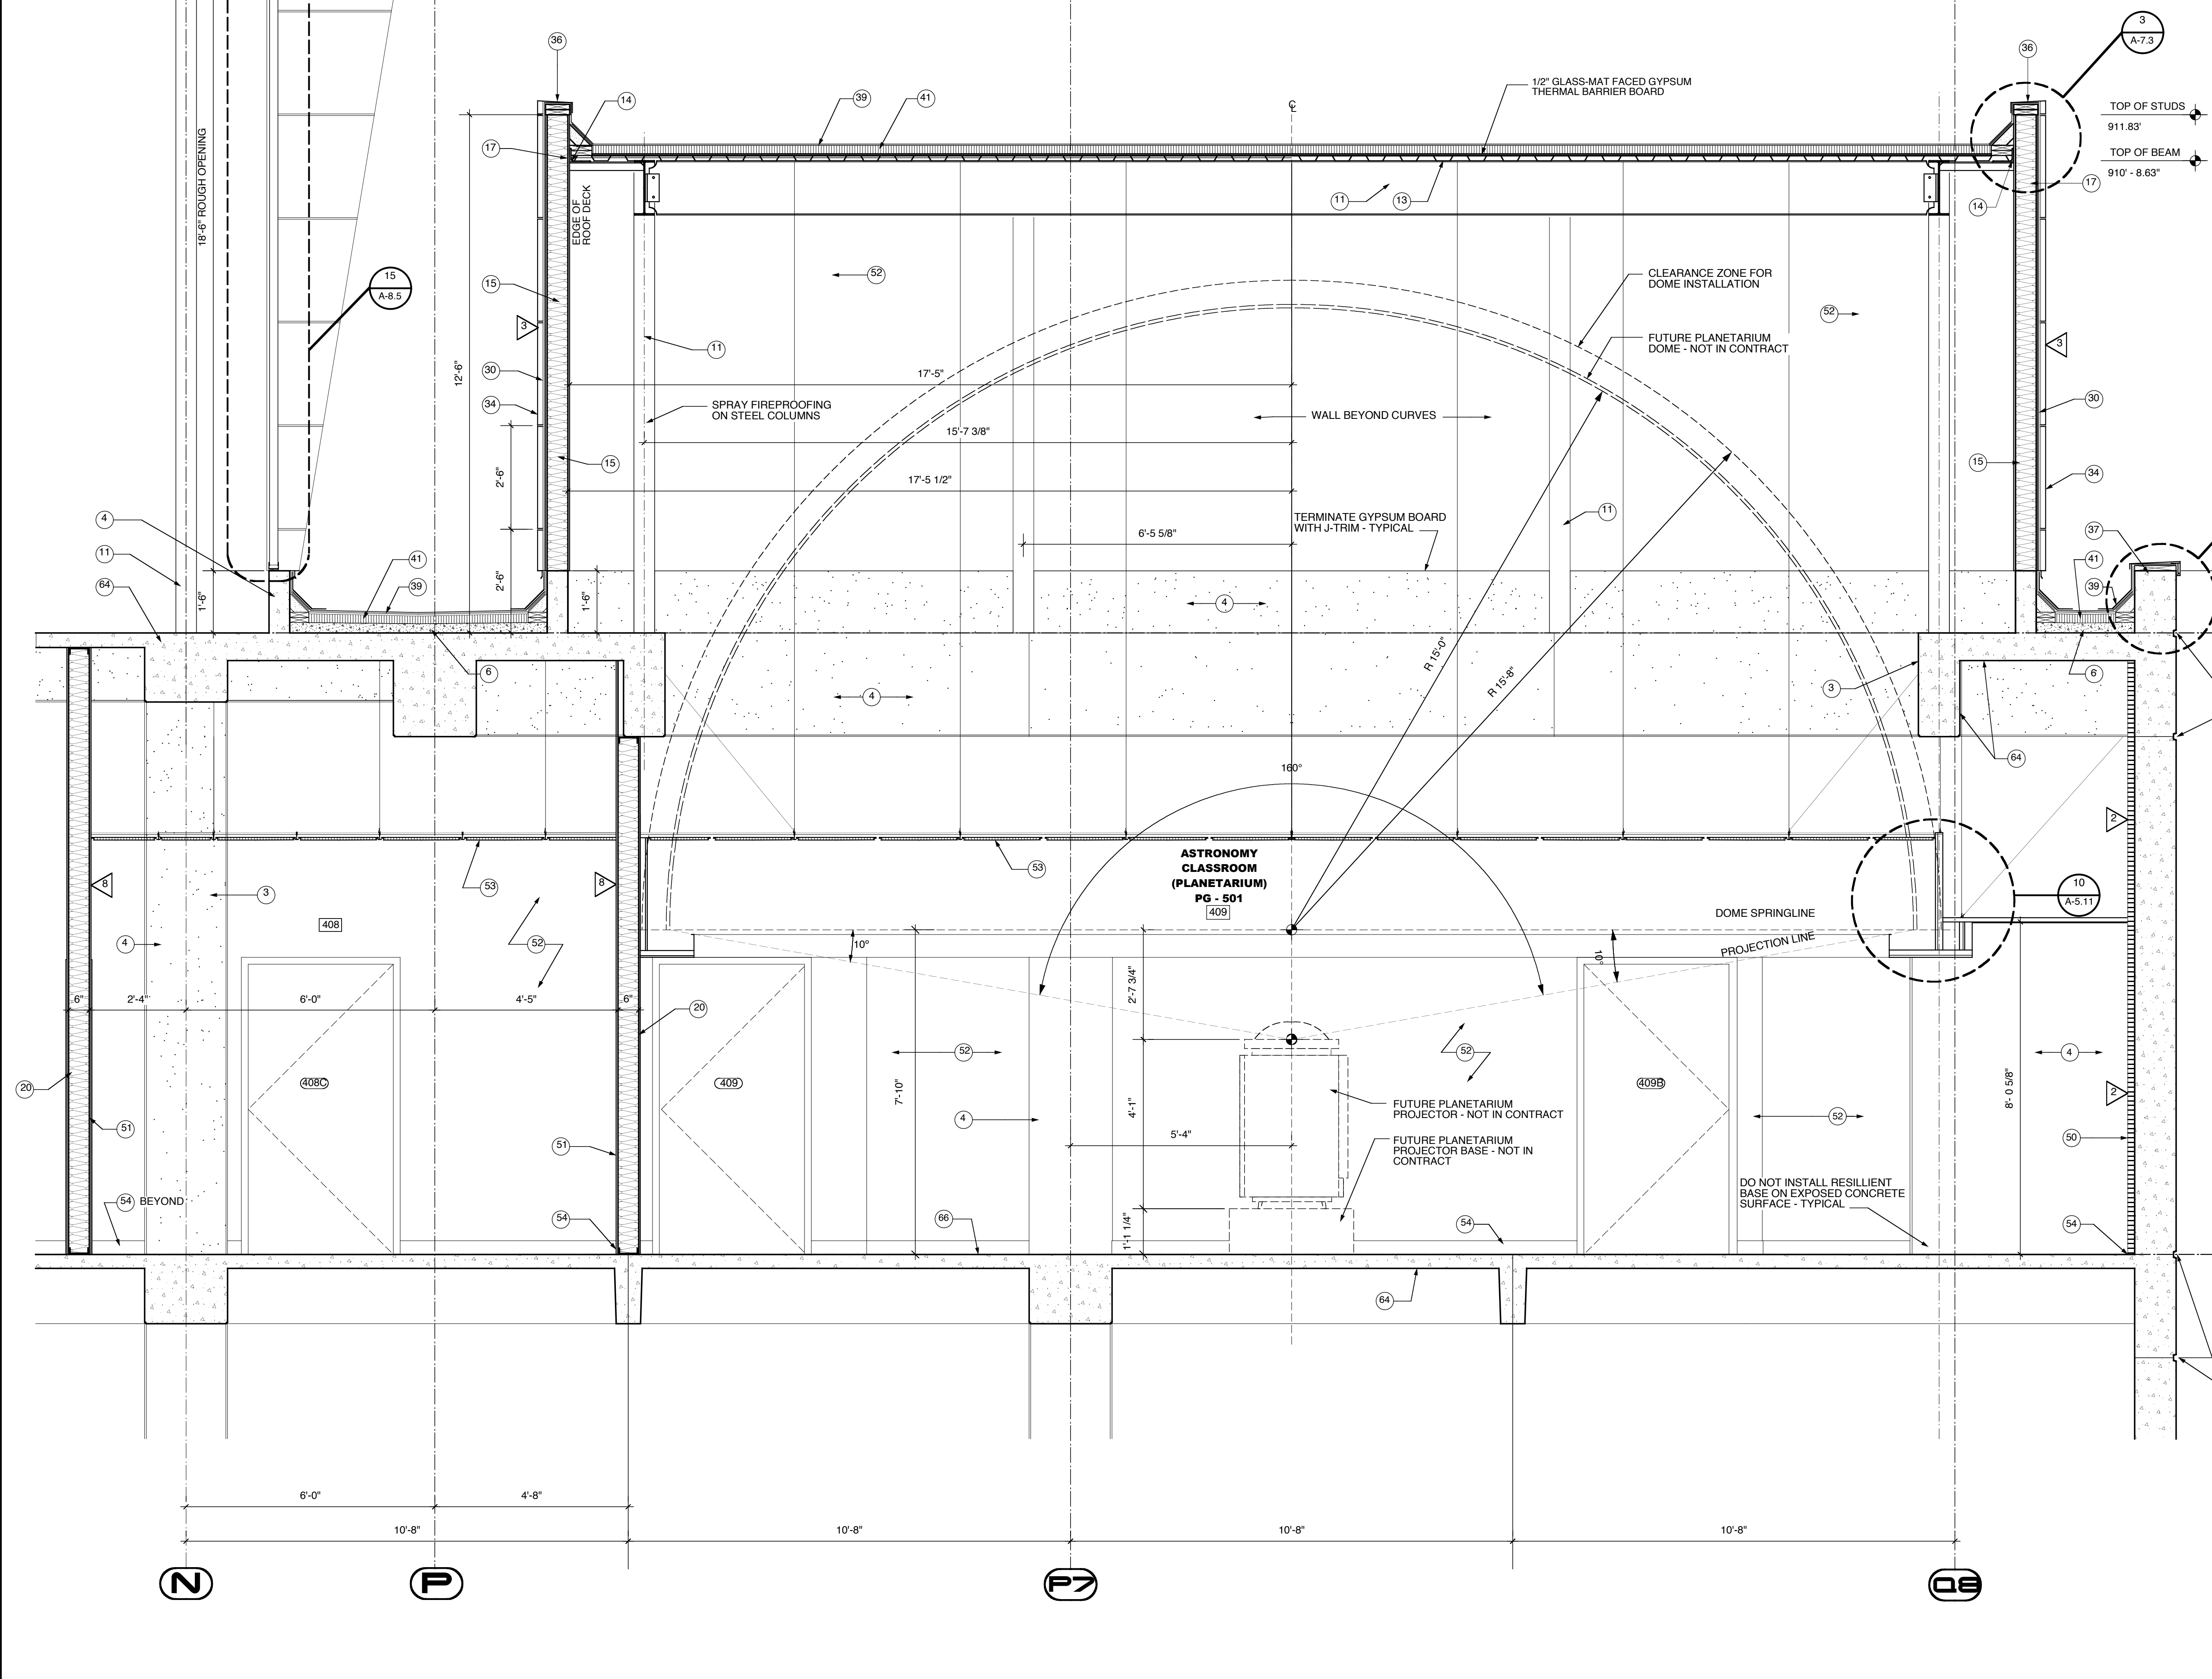 3
A-7.3
36
36
1/2" GLASS-MAT FACED GYPSUM
THERMAL BARRIER BOARD
14
39
41
℄
TOP OF STUDS
911.83'
TOP OF BEAM
910' - 8.63"
17
17
14
11
13
18'-6" ROUGH OPENING
EDGE OF
ROOF DECK
15
A-8.5
52
CLEARANCE ZONE FOR
DOME INSTALLATION
15
3
52
11
FUTURE PLANETARIUM
DOME - NOT IN CONTRACT
3
12'-6"
30
17'-5"
34
SPRAY FIREPROOFING
ON STEEL COLUMNS
WALL BEYOND CURVES
30
15'-7 3/8"
15
2'-6"
17'-5 1/2"
15
34
4
11
64
TERMINATE GYPSUM BOARD
WITH J-TRIM - TYPICAL
11
6'-5 5/8"
37
41
39
41
39
1'-6"
2'-6"
1'-6"
4
R 15'-0"
R 15'-8"
6
4
3
6
64
160°
2
53
53
ASTRONOMY
CLASSROOM
(PLANETARIUM)
PG - 501
409
8
8
3
408
10
A-5.11
DOME SPRINGLINE
PROJECTION LINE
4
52
10°
10°
6"
2'-4"
6'-0"
4'-5"
6"
2'-7 3/4"
20
52
52
4
20
408C
409
409B
7'-10"
4'-1"
8'- 0 5/8"
2
FUTURE PLANETARIUM
PROJECTOR - NOT IN CONTRACT
51
51
4
52
5'-4"
FUTURE PLANETARIUM
PROJECTOR BASE - NOT IN
CONTRACT
50
54 BEYOND
54
66
1'-1 1/4"
54
DO NOT INSTALL RESILLIENT
BASE ON EXPOSED CONCRETE
SURFACE - TYPICAL
54
64
6'-0"
4'-8"
10'-8"
10'-8"
10'-8"
10'-8"
N
P
P7
Q8